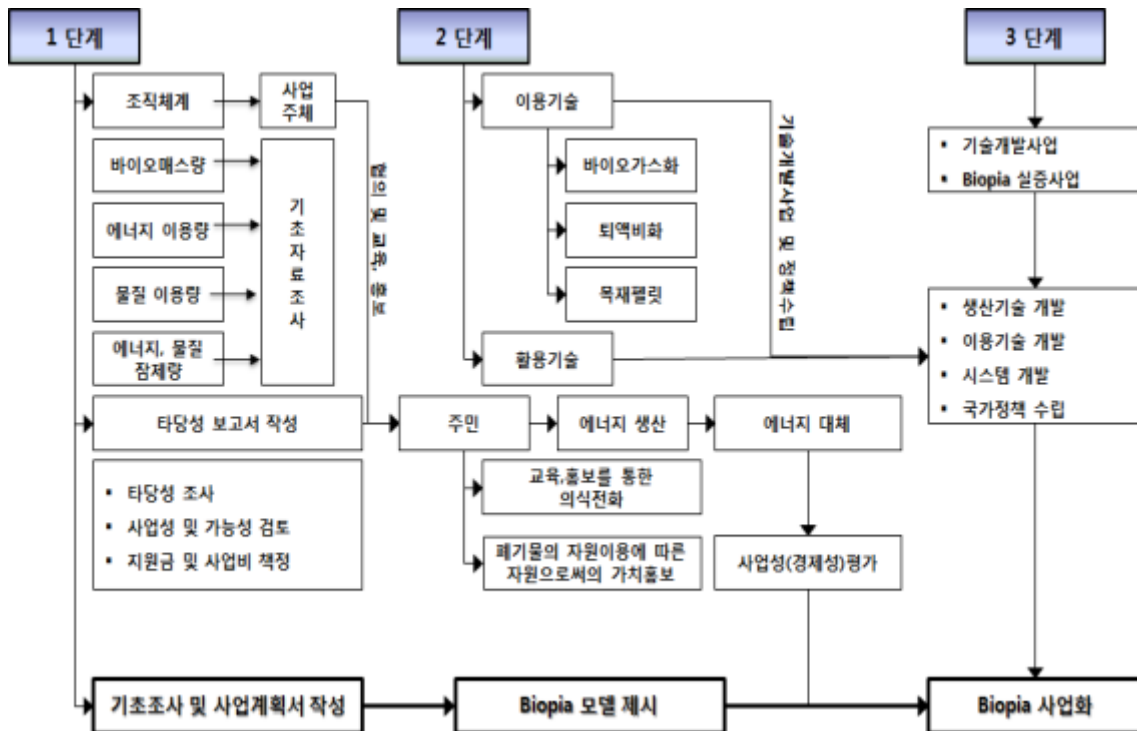 1 단계
2 단계
3 단계
조직체계
사업
주체
바이오매스량
에너지 이용량
물질 이용량
에너지, 물질
잠제량
기
초
자
료
조
사
협의 및 교육, 홍보
타당성 보고서 작성
▪ 타당성 조사
▪ 사업성 및 가능성 검토
▪ 지원금 및 사업비 책정
이용기술
바이오가스화
퇴액비화
목재펠릿
활용기술
기술개발사업 및 정책수립
주민
에너지 생산
에너지 대체
교육,홍보를 통한
의식전화
폐기물의 자원이용에 따른
자원으로써의 가치홍보
사업성(경제성)평가
▪ 기술개발사업
▪ Biopia 실증사업
▪ 생산기술 개발
▪ 이용기술 개발
▪ 시스템 개발
▪ 국가정책 수립
기초조사 및 사업계획서 작성
Biopia 모델 제시
Biopia 사업화